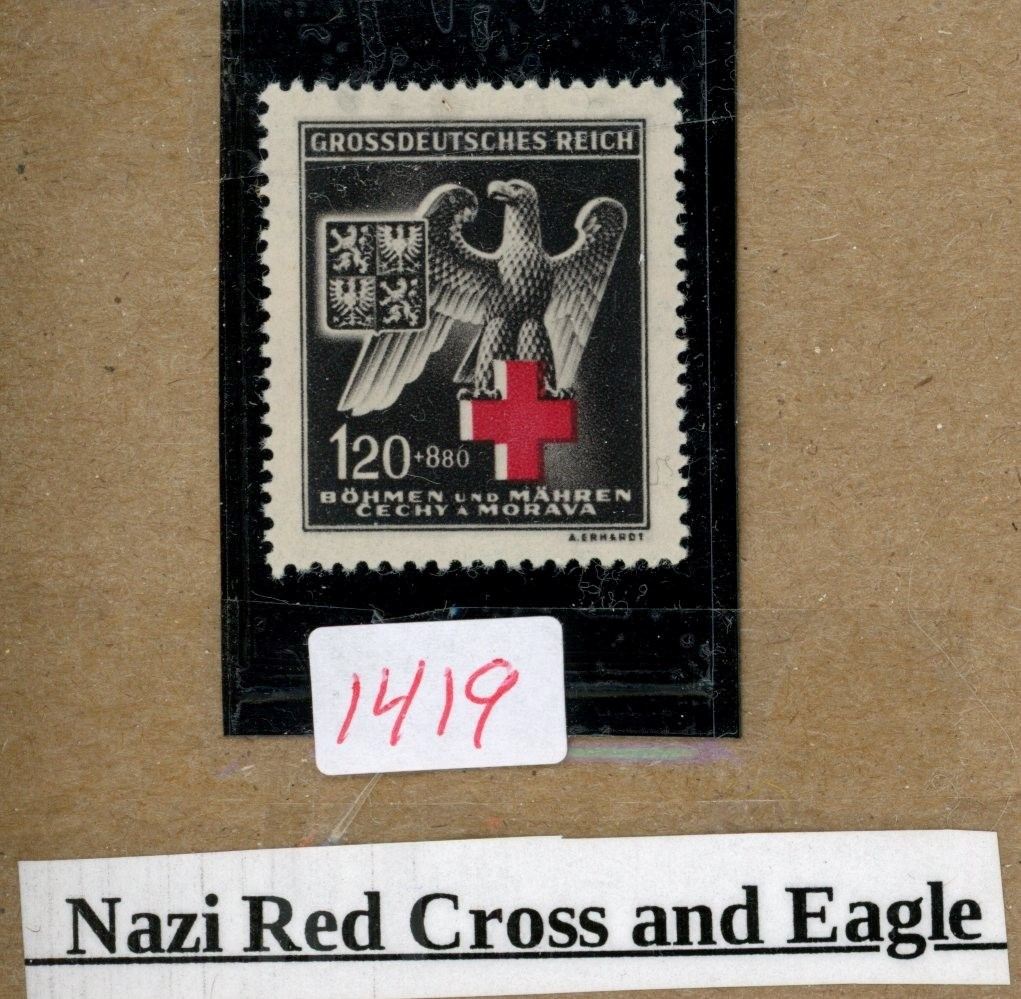 GROSSDEUTSCHES REICH
120 +880
BÖHMEN UND MÄHREN
ČECHY A MORAVA
A.ERHARDT
1419
Nazi Red Cross and Eagle